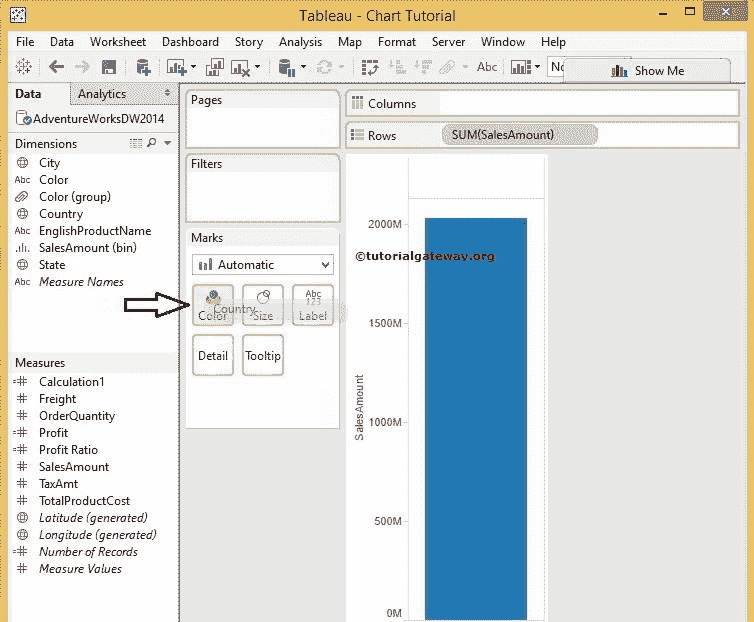 Tableau - Chart Tutorial
File Data Worksheet Dashboard Story Analysis Map Format Server Window Help
Abc Show Me
Data Analytics
AdventureWorksDW2014
Dimensions
City
Abc Color
Color (group)
Country
Abc EnglishProductName
SalesAmount (bin)
State
Abc Measure Names
Measures
Calculation1
Freight
OrderQuantity
Profit
Profit Ratio
SalesAmount
TaxAmt
TotalProductCost
Latitude (generated)
Longitude (generated)
Number of Records
Measure Values
Pages
Filters
Marks
Automatic
Abc
123
Color Size Label
Country
Detail Tooltip
Columns
Rows SUM(SalesAmount)
2000M
©tutorialgateway.org
1500M
SalesAmount
1000M
500M
0M